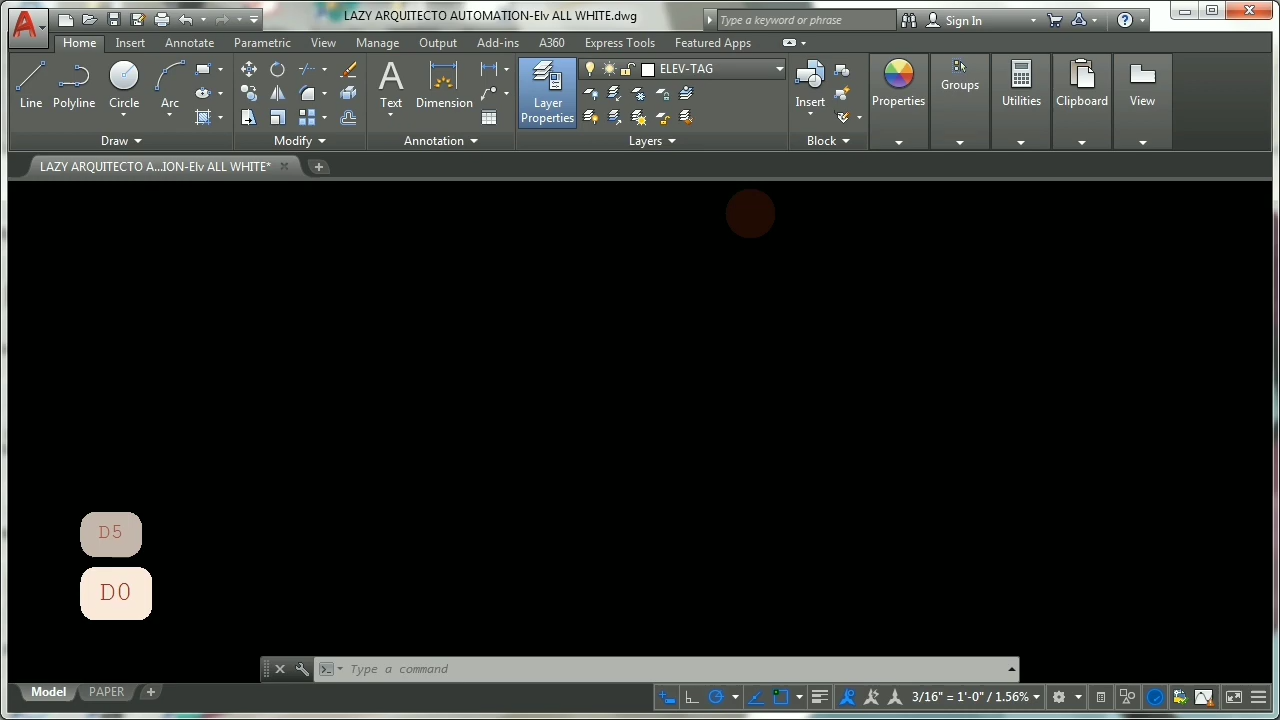 LAZY ARQUITECTO AUTOMATION-Elv ALL WHITE.dwg
Type a keyword or phrase
Sign In
Home Insert Annotate Parametric View Manage Output Add-ins A360 Express Tools Featured Apps
ELEV-TAG
Line Polyline Circle Arc
Text Dimension
Layer
Properties
Insert
Properties Groups Utilities Clipboard View
Draw Modify Annotation Layers Block
LAZY ARQUITECTO A...ION-Elv ALL WHITE*
D5
D0
Type a command
Model PAPER
3/16" = 1'-0" / 1.56%